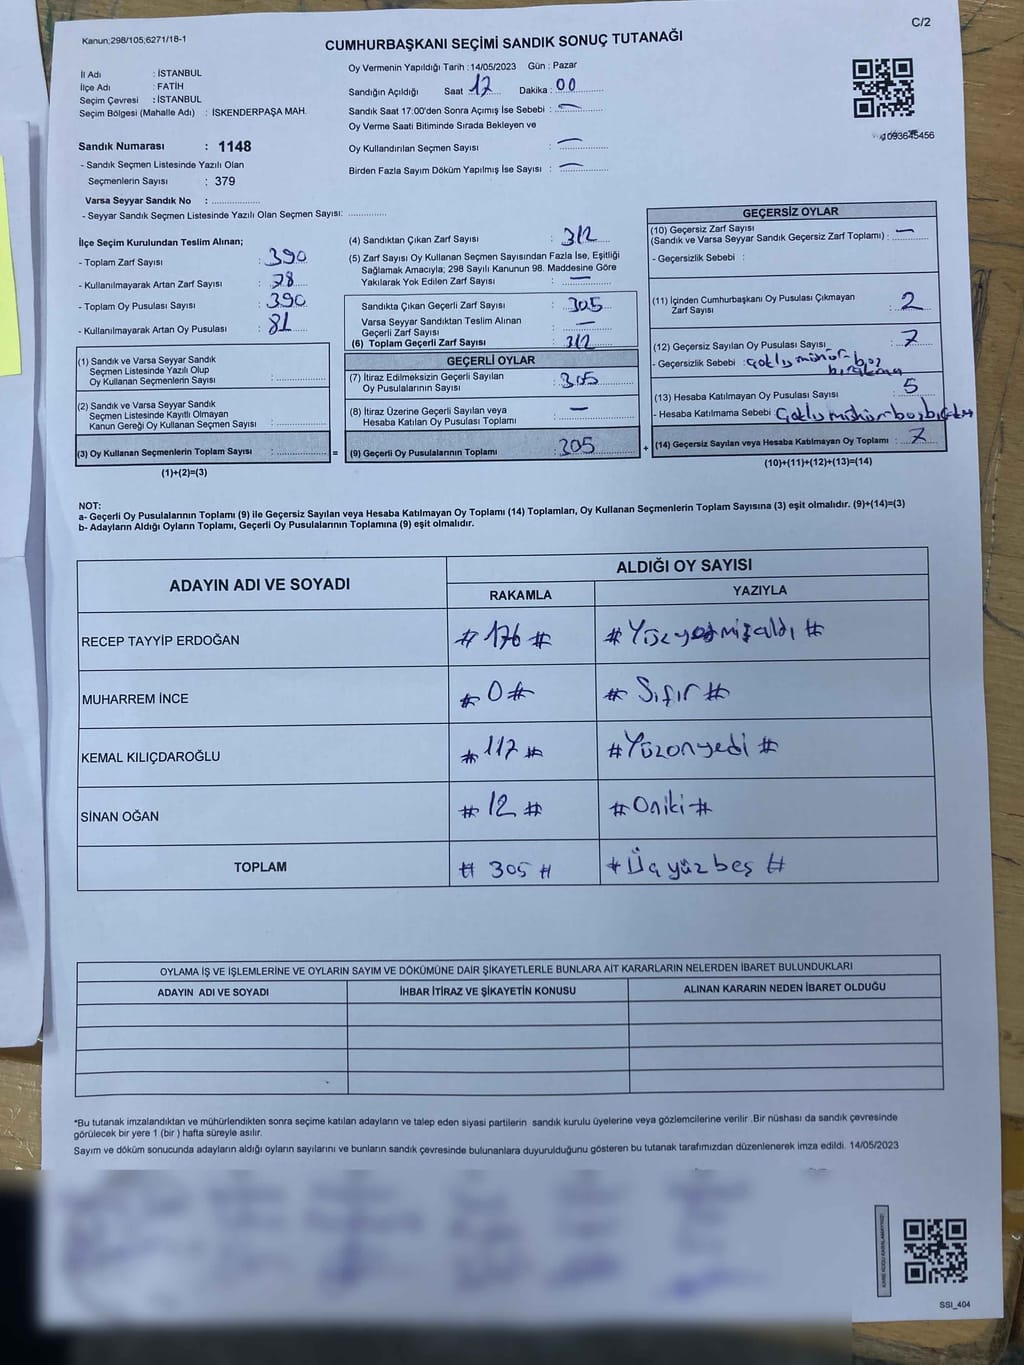 C/2
Kanun;298/105;6271/18-1
CUMHURBAŞKANI SEÇİMİ SANDIK SONUÇ TUTANAĞI
İl Adı : İSTANBUL
İlçe Adı : FATİH
Seçim Çevresi : İSTANBUL
Seçim Bölgesi (Mahalle Adı) : İSKENDERPAŞA MAH.
Sandık Numarası : 1148
- Sandık Seçmen Listesinde Yazılı Olan
Seçmenlerin Sayısı : 379
Varsa Seyyar Sandık No :
- Seyyar Sandık Seçmen Listesinde Yazılı Olan Seçmen Sayısı:
Oy Vermenin Yapıldığı Tarih : 14/05/2023 Gün : Pazar
Sandığın Açıldığı Saat 17 Dakika : 00
Sandık Saat 17:00'den Sonra Açımış İse Sebebi : —
Oy Verme Saati Bitiminde Sırada Bekleyen ve
Oy Kullandırılan Seçmen Sayısı : —
Birden Fazla Sayım Döküm Yapılmış İse Sayısı : —
İlçe Seçim Kurulundan Teslim Alınan;
- Toplam Zarf Sayısı : 390
- Kullanılmayarak Artan Zarf Sayısı : 78
- Toplam Oy Pusulası Sayısı : 390
- Kullanılmayarak Artan Oy Pusulası : 81
(1) Sandık ve Varsa Seyyar Sandık
Seçmen Listesinde Yazılı Olup
Oy Kullanan Seçmenlerin Sayısı :
(2) Sandık ve Varsa Seyyar Sandık
Seçmen Listesinde Kayıtlı Olmayan
Kanun Gereği Oy Kullanan Seçmen Sayısı :
(3) Oy Kullanan Seçmenlerin Toplam Sayısı : =
(1)+(2)=(3)
(4) Sandıktan Çıkan Zarf Sayısı : 312
(5) Zarf Sayısı Oy Kullanan Seçmen Sayısından Fazla İse, Eşitliği
Sağlamak Amacıyla; 298 Sayılı Kanunun 98. Maddesine Göre
Yakılarak Yok Edilen Zarf Sayısı : —
Sandıkta Çıkan Geçerli Zarf Sayısı : 305
Varsa Seyyar Sandıktan Teslim Alınan
Geçerli Zarf Sayısı : —
(6) Toplam Geçerli Zarf Sayısı : 312
GEÇERLİ OYLAR
(7) İtiraz Edilmeksizin Geçerli Sayılan
Oy Pusulalarının Sayısı : 305
(8) İtiraz Üzerine Geçerli Sayılan veya
Hesaba Katılan Oy Pusulası Toplamı : —
(9) Geçerli Oy Pusulalarının Toplamı : 305 +
GEÇERSİZ OYLAR
(10) Geçersiz Zarf Sayısı
(Sandık ve Varsa Seyyar Sandık Geçersiz Zarf Toplamı) : —
- Geçersizlik Sebebi :
(11) İçinden Cumhurbaşkanı Oy Pusulası Çıkmayan
Zarf Sayısı : 2
(12) Geçersiz Sayılan Oy Pusulası Sayısı : 7
- Geçersizlik Sebebi :
(13) Hesaba Katılmayan Oy Pusulası Sayısı : 5
- Hesaba Katılmama Sebebi :
(14) Geçersiz Sayılan veya Hesaba Katılmayan Oy Toplamı : 7
(10)+(11)+(12)+(13)=(14)
NOT:
a- Geçerli Oy Pusulalarının Toplamı (9) ile Geçersiz Sayılan veya Hesaba Katılmayan Oy Toplamı (14) Toplamları, Oy Kullanan Seçmenlerin Toplam Sayısına (3) eşit olmalıdır. (9)+(14)=(3)
b- Adayların Aldığı Oyların Toplamı, Geçerli Oy Pusulalarının Toplamına (9) eşit olmalıdır.
ADAYIN ADI VE SOYADI
ALDIĞI OY SAYISI
RAKAMLA YAZIYLA
RECEP TAYYİP ERDOĞAN # 176 # # Yüzyetmişaltı #
MUHARREM İNCE # 0 # # Sıfır #
KEMAL KILIÇDAROĞLU # 117 # # Yüzonyedi #
SİNAN OĞAN # 12 # # Oniki #
TOPLAM # 305 # # Üçyüzbeş #
OYLAMA İŞ VE İŞLEMLERİNE VE OYLARIN SAYIM VE DÖKÜMÜNE DAİR ŞİKAYETLERLE BUNLARA AİT KARARLARIN NELERDEN İBARET BULUNDUKLARI
ADAYIN ADI VE SOYADI İHBAR İTİRAZ VE ŞİKAYETİN KONUSU ALINAN KARARIN NEDEN İBARET OLDUĞU
*Bu tutanak imzalandıktan ve mühürlendikten sonra seçime katılan adayların ve talep eden siyasi partilerin sandık kurulu üyelerine veya gözlemcilerine verilir .Bir nüshası da sandık çevresinde
görülecek bir yere 1 (bir ) hafta süreyle asılır.
Sayım ve döküm sonucunda adayların aldığı oyların sayılarını ve bunların sandık çevresinde bulunanlara duyurulduğunu gösteren bu tutanak tarafımızdan düzenlenerek imza edildi. 14/05/2023
SSI_404